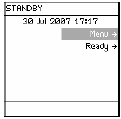 STANDBY
30 Jul 2007 17:17
Menu →
Ready →